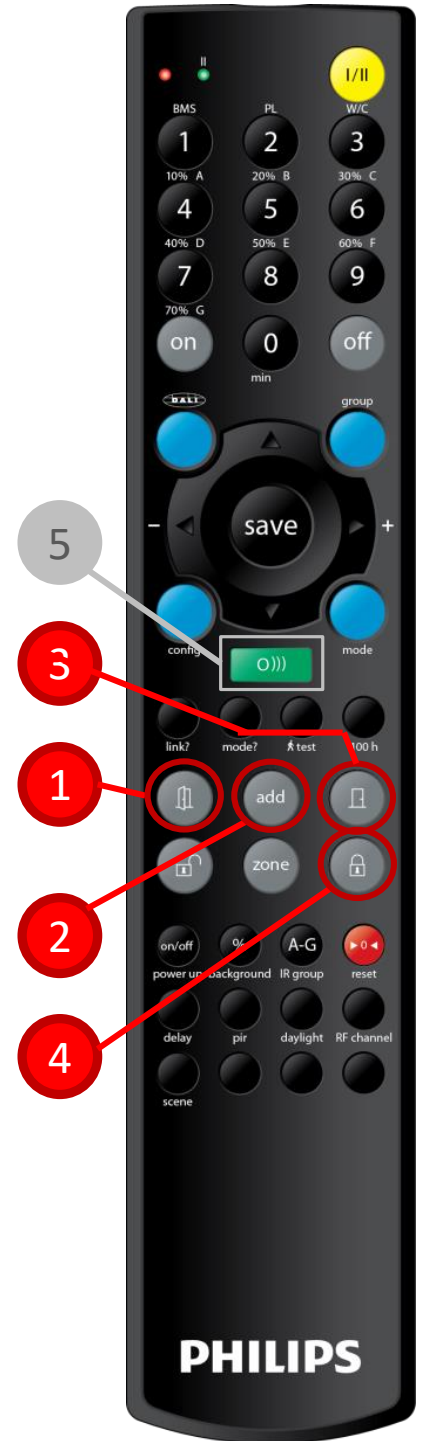 II
I/II
BMS PL W/C
1 2 3
10% A 20% B 30% C
4 5 6
40% D 50% E 60% F
7 8 9
70% G
on 0 off
min
DALI group
- save +
5
config mode
O)))
3
link? mode? test 100 h
1
add
zone
2
on/off % A-G ►0◄
power up background IR group reset
4
delay pir daylight RF channel
scene
PHILIPS